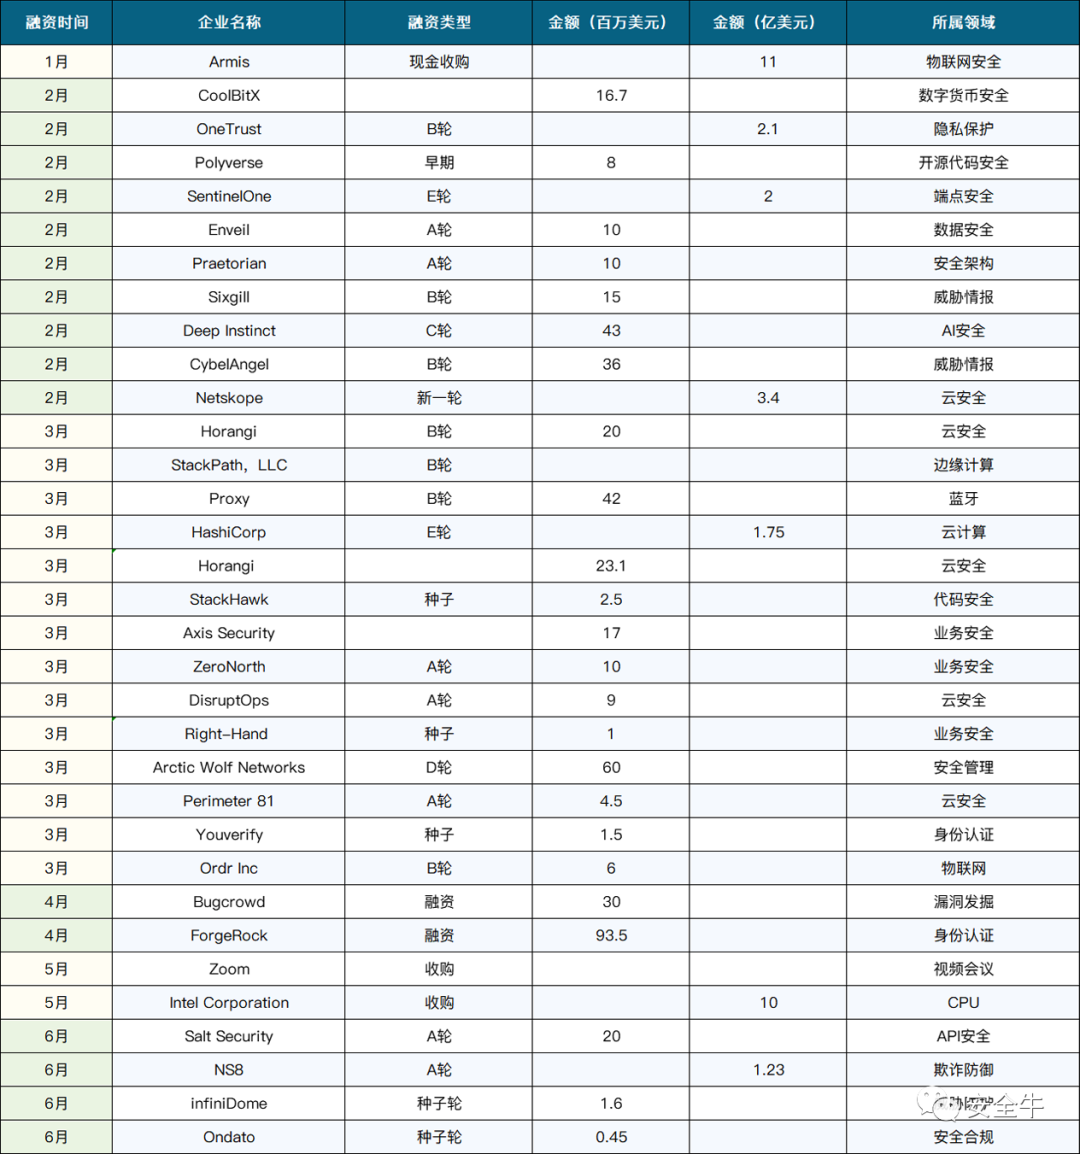 融资时间 企业名称 融资类型 金额（百万美元） 金额（亿美元） 所属领域
1月 Armis 现金收购 11 物联网安全
2月 CoolBitX 16.7 数字货币安全
2月 OneTrust B轮 2.1 隐私保护
2月 Polyverse 早期 8 开源代码安全
2月 SentinelOne E轮 2 端点安全
2月 Enveil A轮 10 数据安全
2月 Praetorian A轮 10 安全架构
2月 Sixgill B轮 15 威胁情报
2月 Deep Instinct C轮 43 AI安全
2月 CybelAngel B轮 36 威胁情报
2月 Netskope 新一轮 3.4 云安全
3月 Horangi B轮 20 云安全
3月 StackPath，LLC B轮 边缘计算
3月 Proxy B轮 42 蓝牙
3月 HashiCorp E轮 1.75 云计算
3月 Horangi 23.1 云安全
3月 StackHawk 种子 2.5 代码安全
3月 Axis Security 17 业务安全
3月 ZeroNorth A轮 10 业务安全
3月 DisruptOps A轮 9 云安全
3月 Right-Hand 种子 1 业务安全
3月 Arctic Wolf Networks D轮 60 安全管理
3月 Perimeter 81 A轮 4.5 云安全
3月 Youverify 种子 1.5 身份认证
3月 Ordr Inc B轮 6 物联网
4月 Bugcrowd 融资 30 漏洞发掘
4月 ForgeRock 融资 93.5 身份认证
5月 Zoom 收购 视频会议
5月 Intel Corporation 收购 10 CPU
6月 Salt Security A轮 20 API安全
6月 NS8 A轮 1.23 欺诈防御
6月 infiniDome 种子轮 1.6
安全牛
6月 Ondato 种子轮 0.45 安全合规